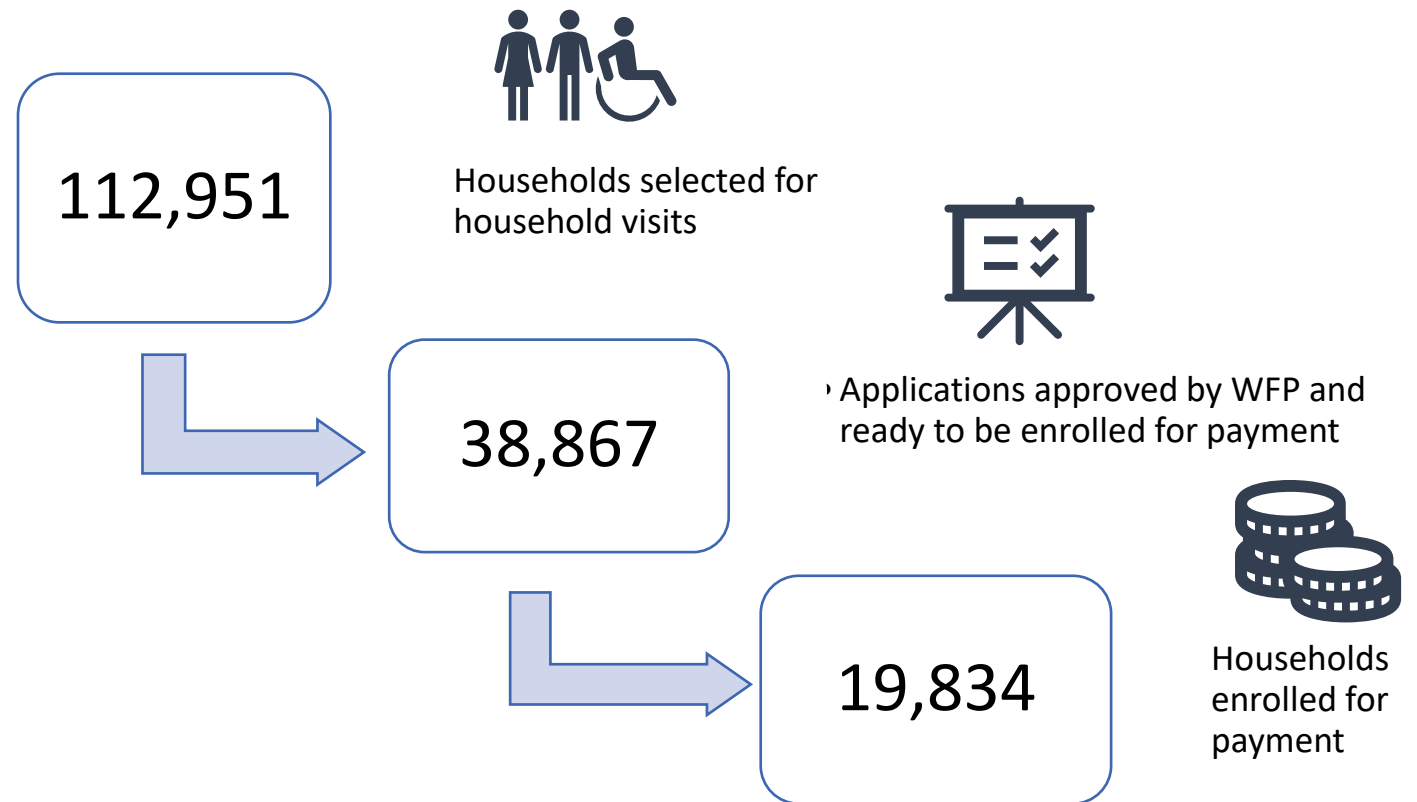 112,951
Households selected for
household visits
38,867
• Applications approved by WFP and
ready to be enrolled for payment
19,834
Households
enrolled for
payment